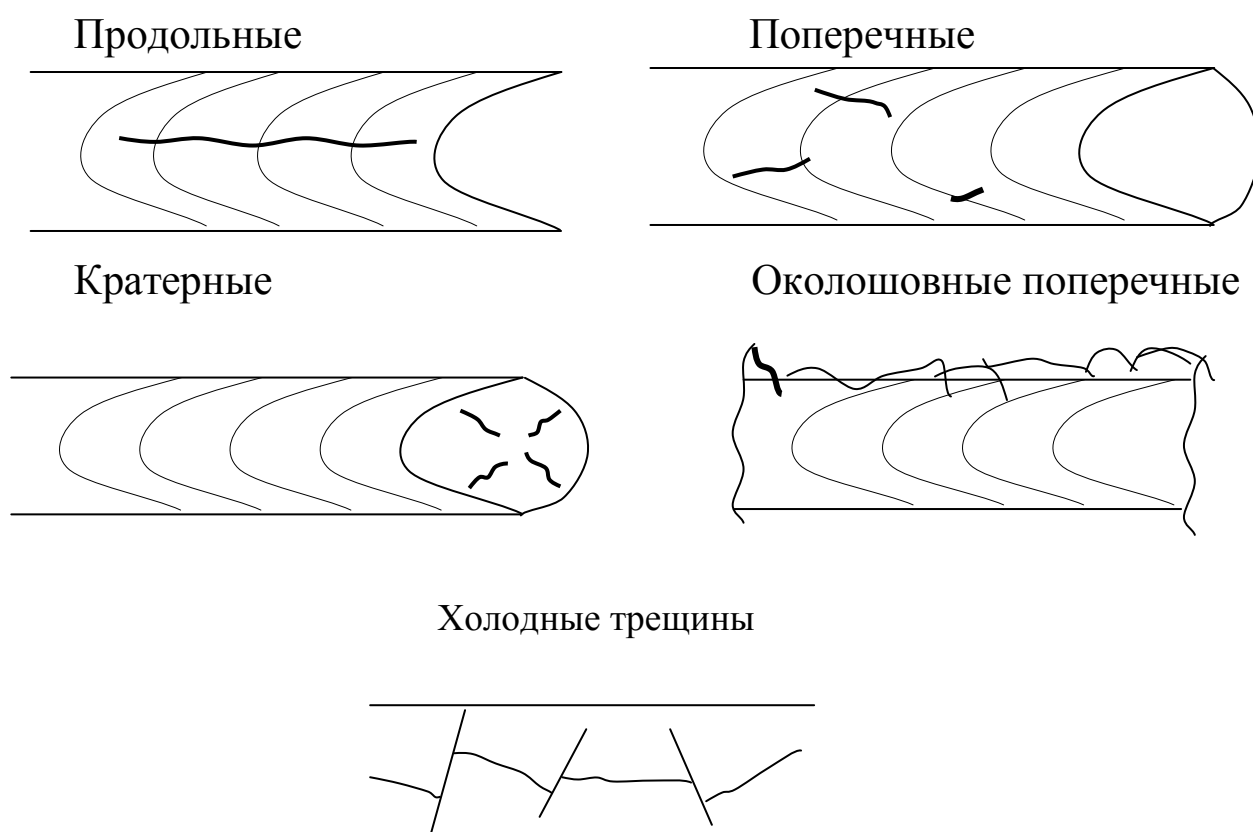 Продольные
Поперечные
Кратерные
Околошовные поперечные
Холодные трещины